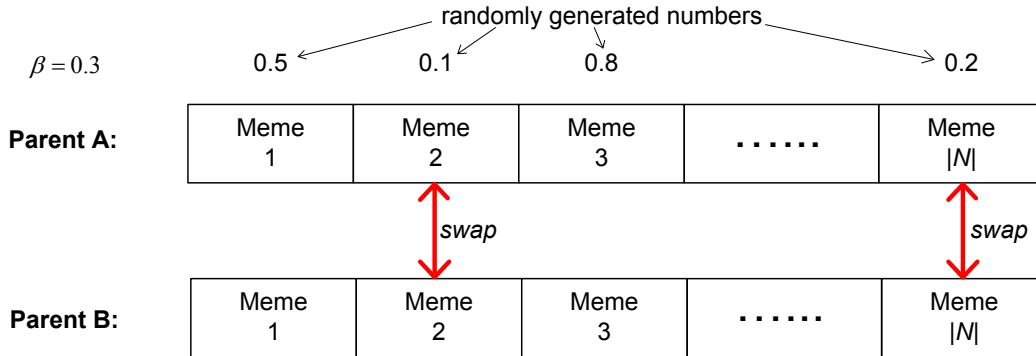 randomly generated numbers
β = 0.3 0.5 0.1 0.8 0.2
Parent A: Meme 1 Meme 2 Meme 3 ...... Meme |N|
swap swap
Parent B: Meme 1 Meme 2 Meme 3 ...... Meme |N|